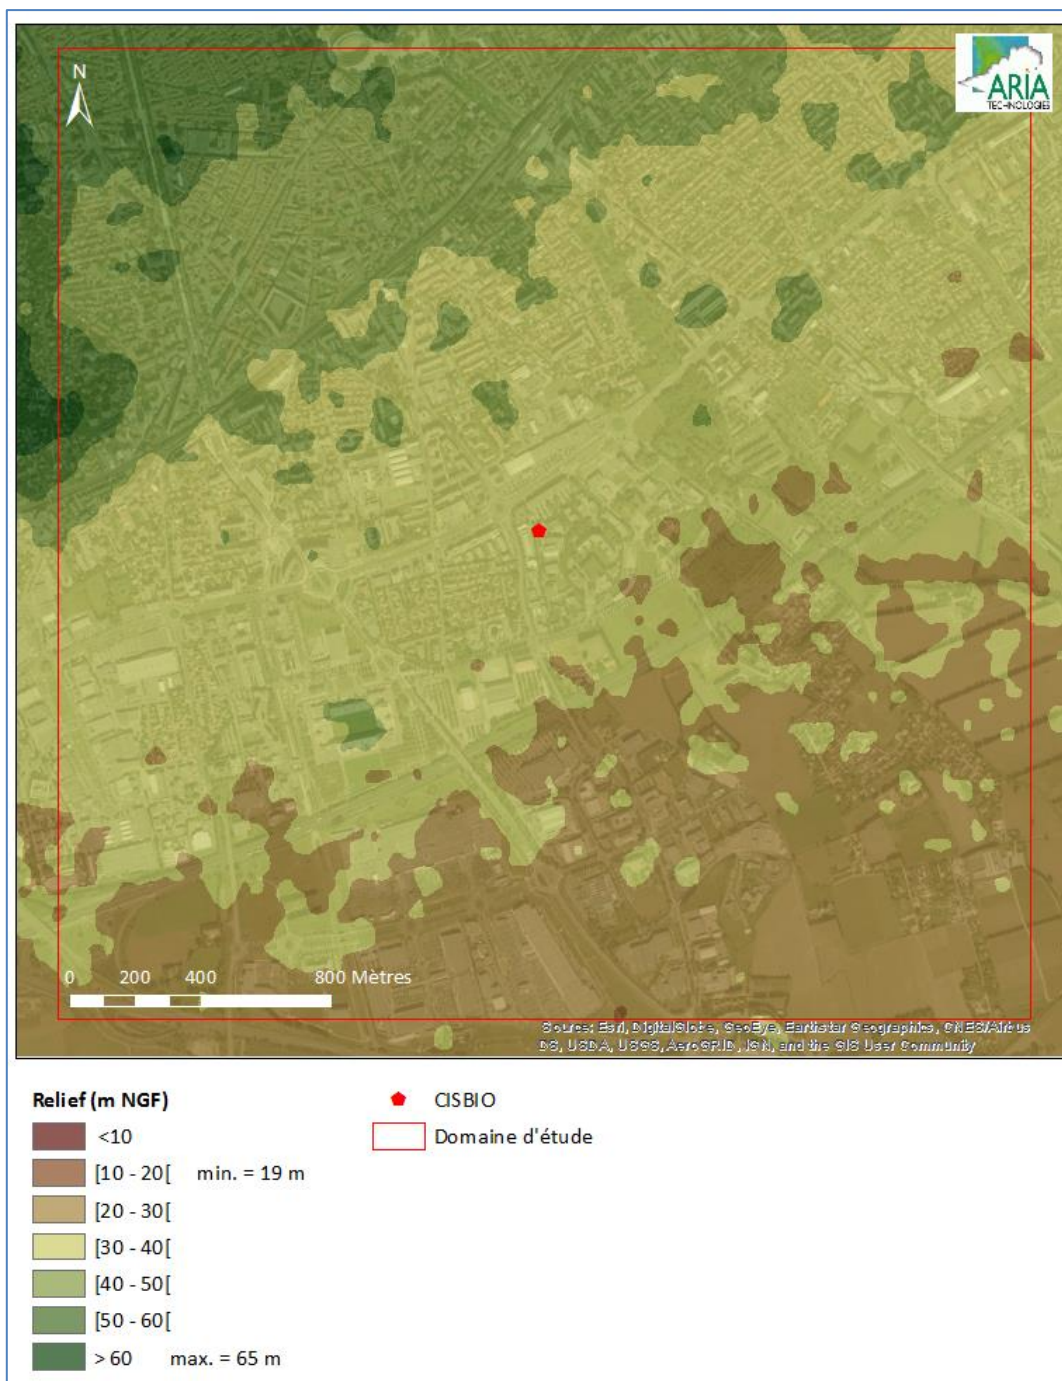 N
ARIA
TECHNOLOGIES
0 200 400 800 Mètres
Source: Esri, DigitalGlobe, GeoEye, Earthstar Geographics, CNES/Airbus
DS, USDA, USGS, AeroGRID, IGN, and the GIS User Community
Relief (m NGF)
<10
[10 - 20[ min. = 19 m
[20 - 30[
[30 - 40[
[40 - 50[
[50 - 60[
> 60 max. = 65 m
CISBIO
Domaine d'étude